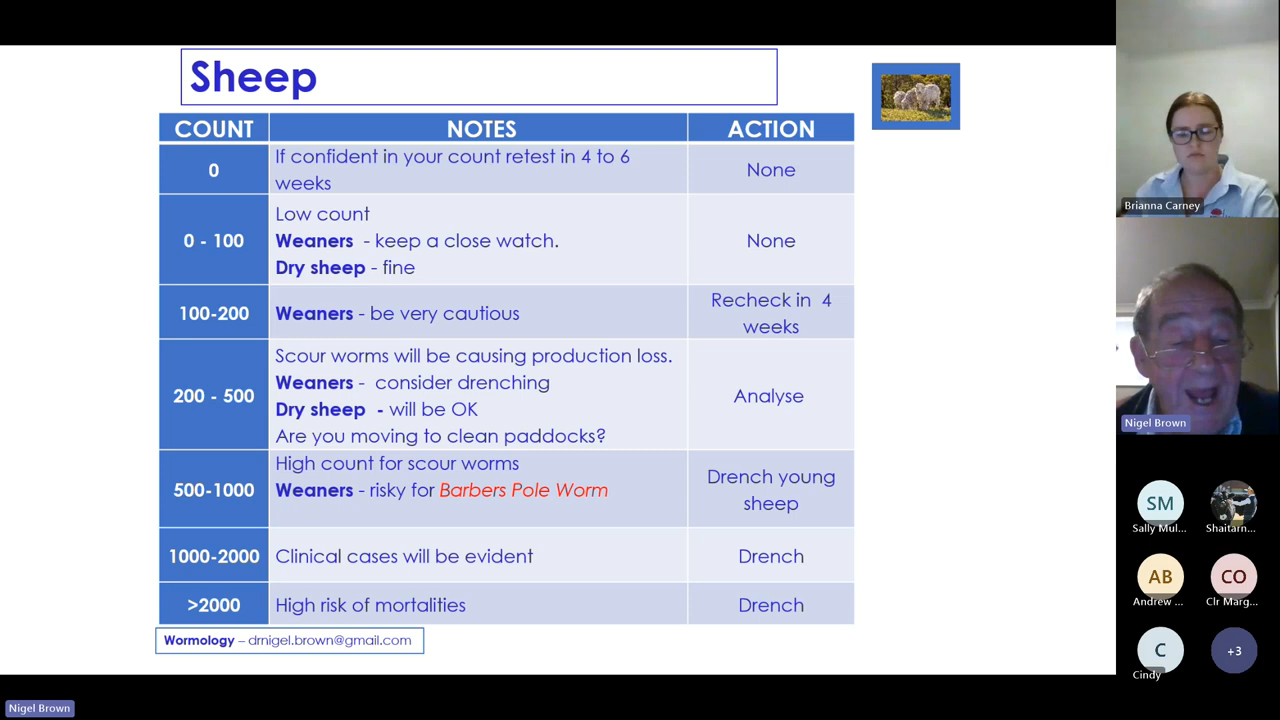 Sheep
COUNT NOTES ACTION
0 If confident in your count retest in 4 to 6 weeks None
0 - 100 Low count
Weaners - keep a close watch.
Dry sheep - fine
None
100-200 Weaners - be very cautious Recheck in 4 weeks
200 - 500 Scour worms will be causing production loss.
Weaners - consider drenching
Dry sheep - will be OK
Are you moving to clean paddocks?
Analyse
500-1000 High count for scour worms
Weaners - risky for Barbers Pole Worm
Drench young sheep
1000-2000 Clinical cases will be evident Drench
>2000 High risk of mortalities Drench
Wormology – drnigel.brown@gmail.com
Brianna Carney
Nigel Brown
SM
Sally Mul...
Shaitarn...
AB
Andrew ...
CO
Clr Marg...
C
Cindy
+3
Nigel Brown